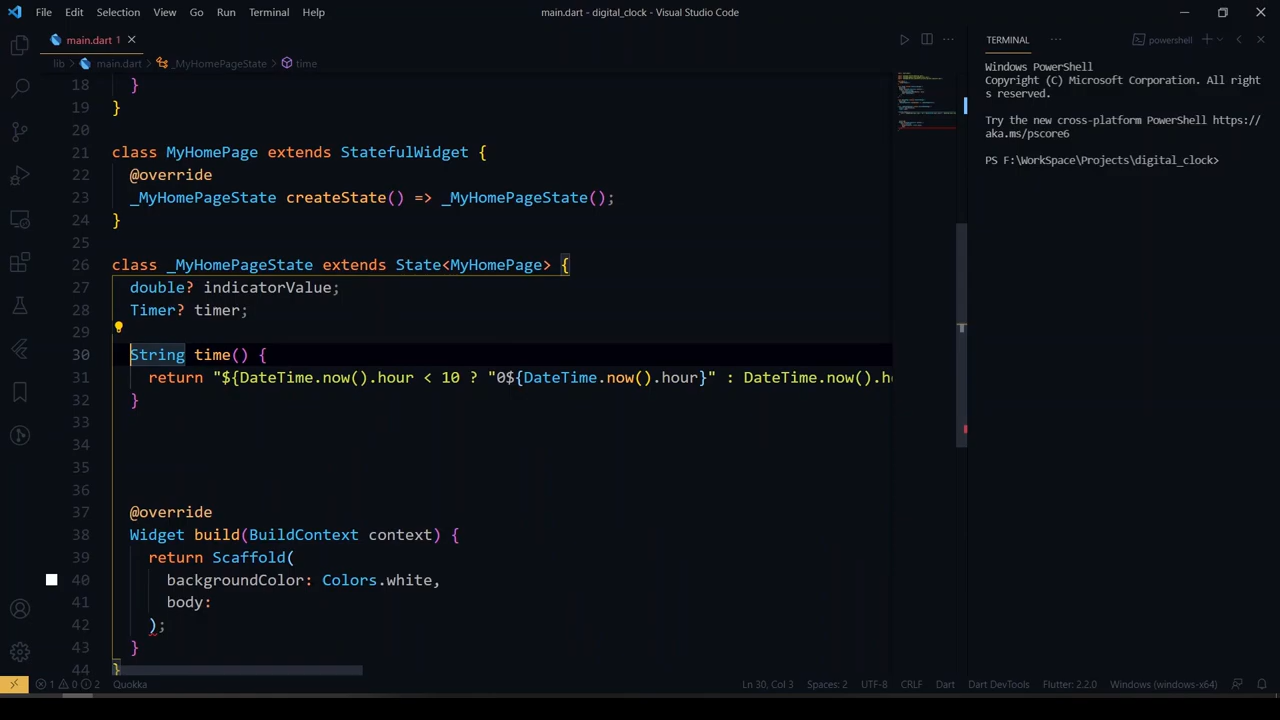 File Edit Selection View Go Run Terminal Help main.dart - digital_clock - Visual Studio Code
main.dart 1
lib > main.dart > _MyHomePageState > time
18 }
19 }
20
21 class MyHomePage extends StatefulWidget {
22 @override
23 _MyHomePageState createState() => _MyHomePageState();
24 }
25
26 class _MyHomePageState extends State<MyHomePage> {
27 double? indicatorValue;
28 Timer? timer;
29
30 String time() {
31 return "${DateTime.now().hour < 10 ? "0${DateTime.now().hour}" : DateTime.now().h
32 }
33
34
35
36
37 @override
38 Widget build(BuildContext context) {
39 return Scaffold(
40 backgroundColor: Colors.white,
41 body:
42 );
43 }
44 }
TERMINAL
powershell
Windows PowerShell
Copyright (C) Microsoft Corporation. All right
s reserved.
Try the new cross-platform PowerShell https://
aka.ms/pscore6
PS F:\WorkSpace\Projects\digital_clock>
1 0 2 Quokka Ln 30, Col 3 Spaces: 2 UTF-8 CRLF Dart Dart DevTools Flutter: 2.2.0 Windows (windows-x64)